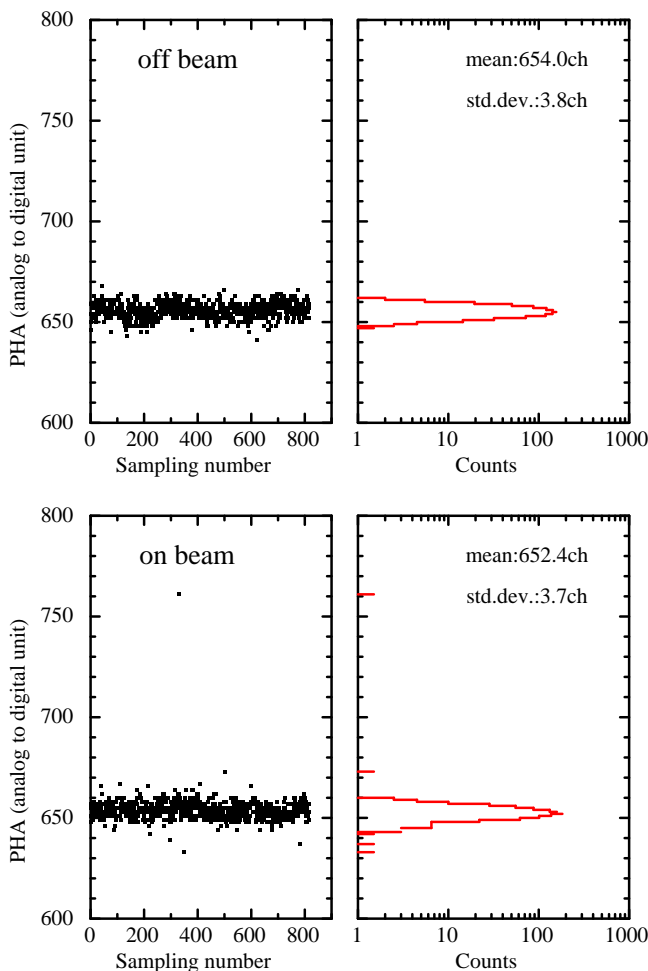 800
off beam
mean:654.0ch
std.dev.:3.8ch
750
700
650
600
PHA (analog to digital unit)
0 200 400 600 800
1 10 100 1000
Sampling number
Counts
800
on beam
mean:652.4ch
std.dev.:3.7ch
750
700
650
600
PHA (analog to digital unit)
0 200 400 600 800
1 10 100 1000
Sampling number
Counts